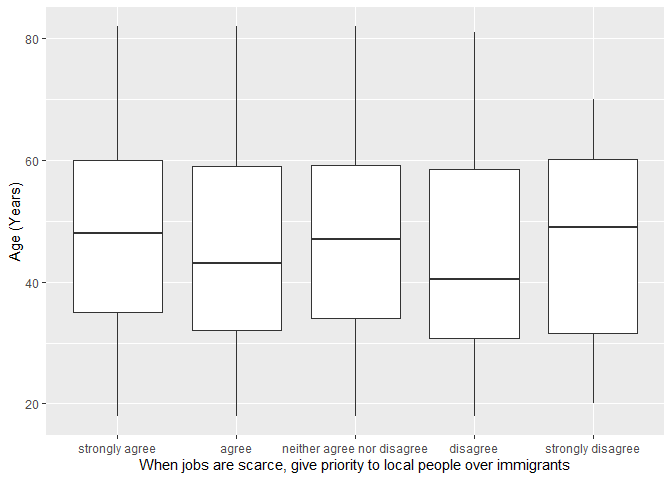 80
60
40
20
Age (Years)
strongly agree agree neither agree nor disagree disagree strongly disagree
When jobs are scarce, give priority to local people over immigrants